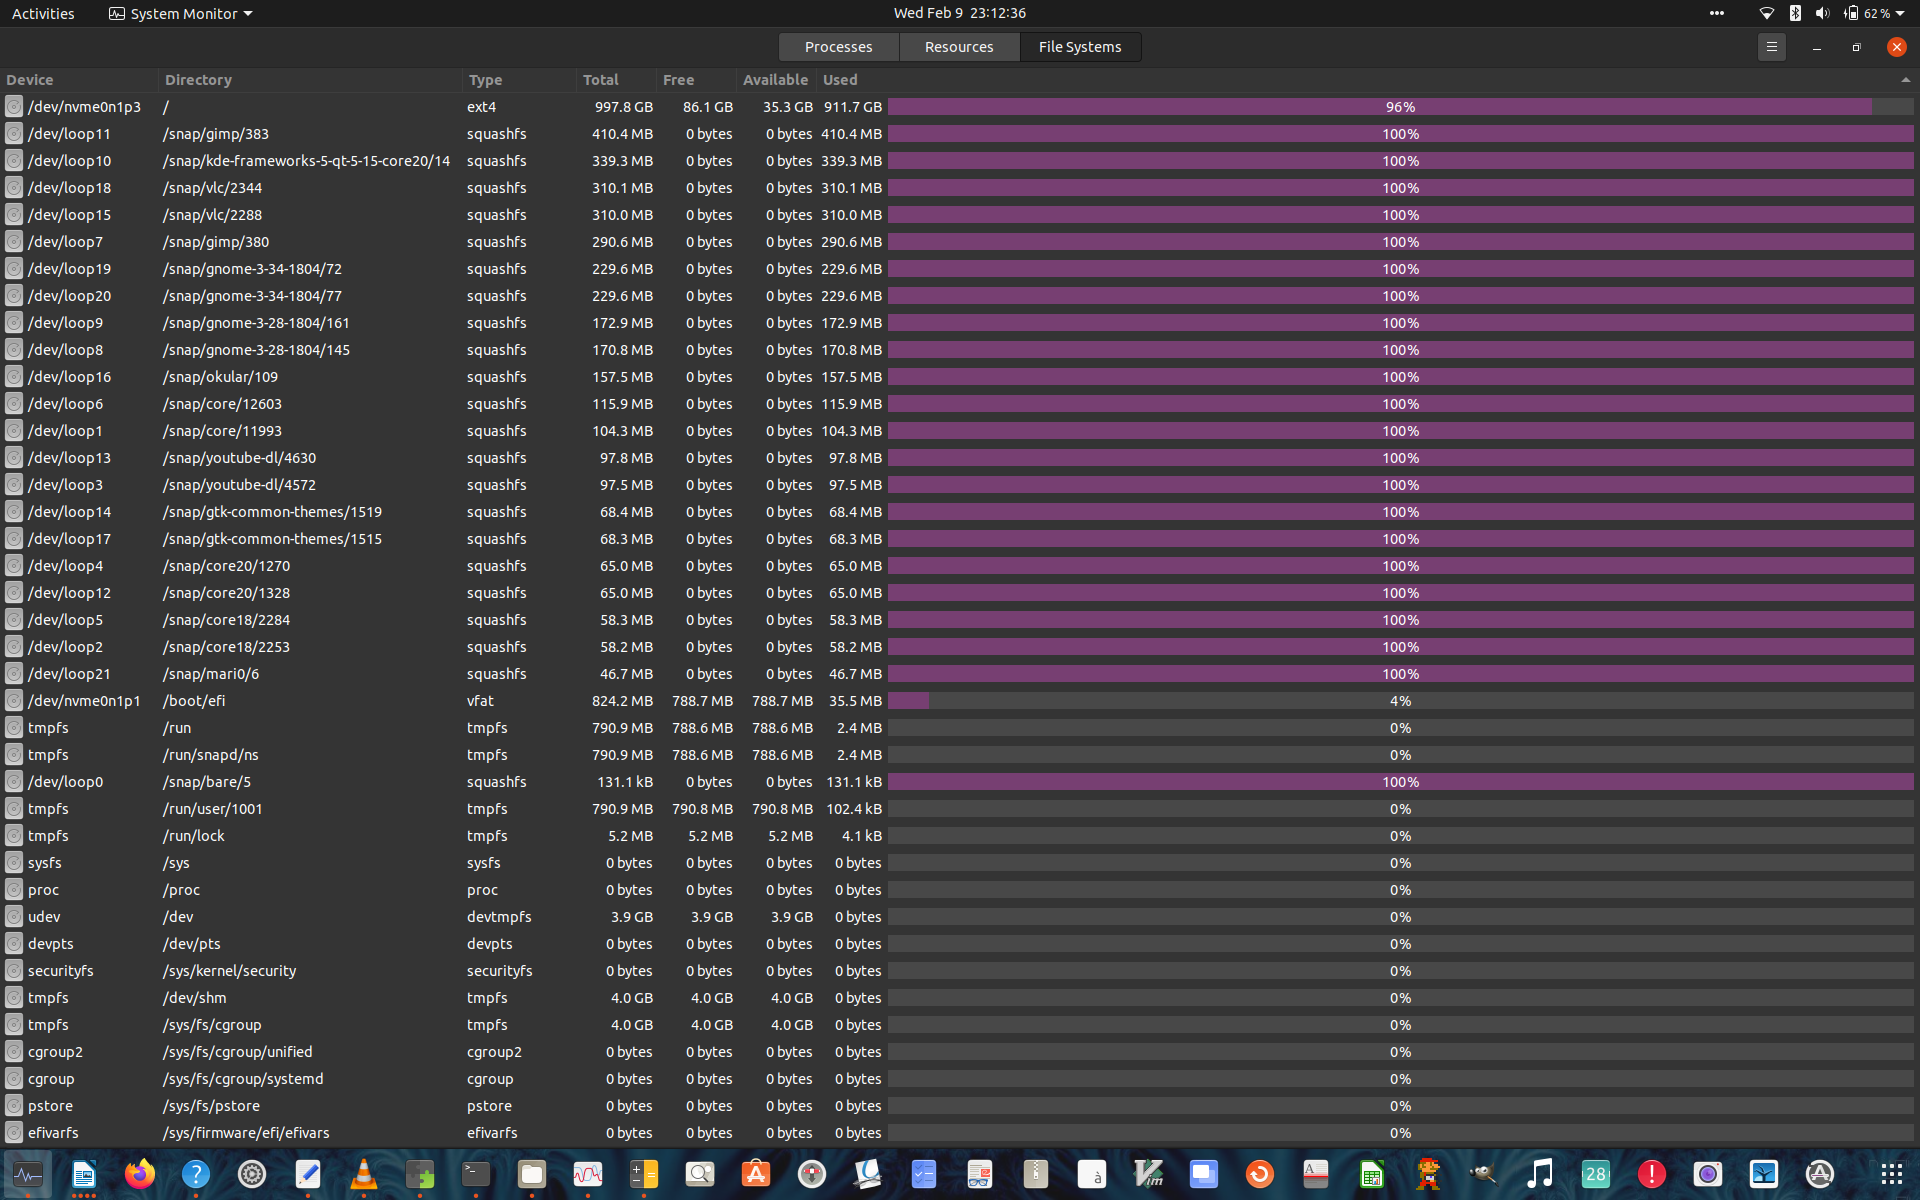 Activities System Monitor Wed Feb 9 23:12:36 62 %
Processes Resources File Systems
Device Directory Type Total Free Available Used
/dev/nvme0n1p3 / ext4 997.8 GB 86.1 GB 35.3 GB 911.7 GB 96%
/dev/loop11 /snap/gimp/383 squashfs 410.4 MB 0 bytes 0 bytes 410.4 MB 100%
/dev/loop10 /snap/kde-frameworks-5-qt-5-15-core20/14 squashfs 339.3 MB 0 bytes 0 bytes 339.3 MB 100%
/dev/loop18 /snap/vlc/2344 squashfs 310.1 MB 0 bytes 0 bytes 310.1 MB 100%
/dev/loop15 /snap/vlc/2288 squashfs 310.0 MB 0 bytes 0 bytes 310.0 MB 100%
/dev/loop7 /snap/gimp/380 squashfs 290.6 MB 0 bytes 0 bytes 290.6 MB 100%
/dev/loop19 /snap/gnome-3-34-1804/72 squashfs 229.6 MB 0 bytes 0 bytes 229.6 MB 100%
/dev/loop20 /snap/gnome-3-34-1804/77 squashfs 229.6 MB 0 bytes 0 bytes 229.6 MB 100%
/dev/loop9 /snap/gnome-3-28-1804/161 squashfs 172.9 MB 0 bytes 0 bytes 172.9 MB 100%
/dev/loop8 /snap/gnome-3-28-1804/145 squashfs 170.8 MB 0 bytes 0 bytes 170.8 MB 100%
/dev/loop16 /snap/okular/109 squashfs 157.5 MB 0 bytes 0 bytes 157.5 MB 100%
/dev/loop6 /snap/core/12603 squashfs 115.9 MB 0 bytes 0 bytes 115.9 MB 100%
/dev/loop1 /snap/core/11993 squashfs 104.3 MB 0 bytes 0 bytes 104.3 MB 100%
/dev/loop13 /snap/youtube-dl/4630 squashfs 97.8 MB 0 bytes 0 bytes 97.8 MB 100%
/dev/loop3 /snap/youtube-dl/4572 squashfs 97.5 MB 0 bytes 0 bytes 97.5 MB 100%
/dev/loop14 /snap/gtk-common-themes/1519 squashfs 68.4 MB 0 bytes 0 bytes 68.4 MB 100%
/dev/loop17 /snap/gtk-common-themes/1515 squashfs 68.3 MB 0 bytes 0 bytes 68.3 MB 100%
/dev/loop4 /snap/core20/1270 squashfs 65.0 MB 0 bytes 0 bytes 65.0 MB 100%
/dev/loop12 /snap/core20/1328 squashfs 65.0 MB 0 bytes 0 bytes 65.0 MB 100%
/dev/loop5 /snap/core18/2284 squashfs 58.3 MB 0 bytes 0 bytes 58.3 MB 100%
/dev/loop2 /snap/core18/2253 squashfs 58.2 MB 0 bytes 0 bytes 58.2 MB 100%
/dev/loop21 /snap/mari0/6 squashfs 46.7 MB 0 bytes 0 bytes 46.7 MB 100%
/dev/nvme0n1p1 /boot/efi vfat 824.2 MB 788.7 MB 788.7 MB 35.5 MB 4%
tmpfs /run tmpfs 790.9 MB 788.6 MB 788.6 MB 2.4 MB 0%
tmpfs /run/snapd/ns tmpfs 790.9 MB 788.6 MB 788.6 MB 2.4 MB 0%
/dev/loop0 /snap/bare/5 squashfs 131.1 kB 0 bytes 0 bytes 131.1 kB 100%
tmpfs /run/user/1001 tmpfs 790.9 MB 790.8 MB 790.8 MB 102.4 kB 0%
tmpfs /run/lock tmpfs 5.2 MB 5.2 MB 5.2 MB 4.1 kB 0%
sysfs /sys sysfs 0 bytes 0 bytes 0 bytes 0 bytes 0%
proc /proc proc 0 bytes 0 bytes 0 bytes 0 bytes 0%
udev /dev devtmpfs 3.9 GB 3.9 GB 3.9 GB 0 bytes 0%
devpts /dev/pts devpts 0 bytes 0 bytes 0 bytes 0 bytes 0%
securityfs /sys/kernel/security securityfs 0 bytes 0 bytes 0 bytes 0 bytes 0%
tmpfs /dev/shm tmpfs 4.0 GB 4.0 GB 4.0 GB 0 bytes 0%
tmpfs /sys/fs/cgroup tmpfs 4.0 GB 4.0 GB 4.0 GB 0 bytes 0%
cgroup2 /sys/fs/cgroup/unified cgroup2 0 bytes 0 bytes 0 bytes 0 bytes 0%
cgroup /sys/fs/cgroup/systemd cgroup 0 bytes 0 bytes 0 bytes 0 bytes 0%
pstore /sys/fs/pstore pstore 0 bytes 0 bytes 0 bytes 0 bytes 0%
efivarfs /sys/firmware/efi/efivars efivarfs 0 bytes 0 bytes 0 bytes 0 bytes 0%
? >_ à Vim A 28 !